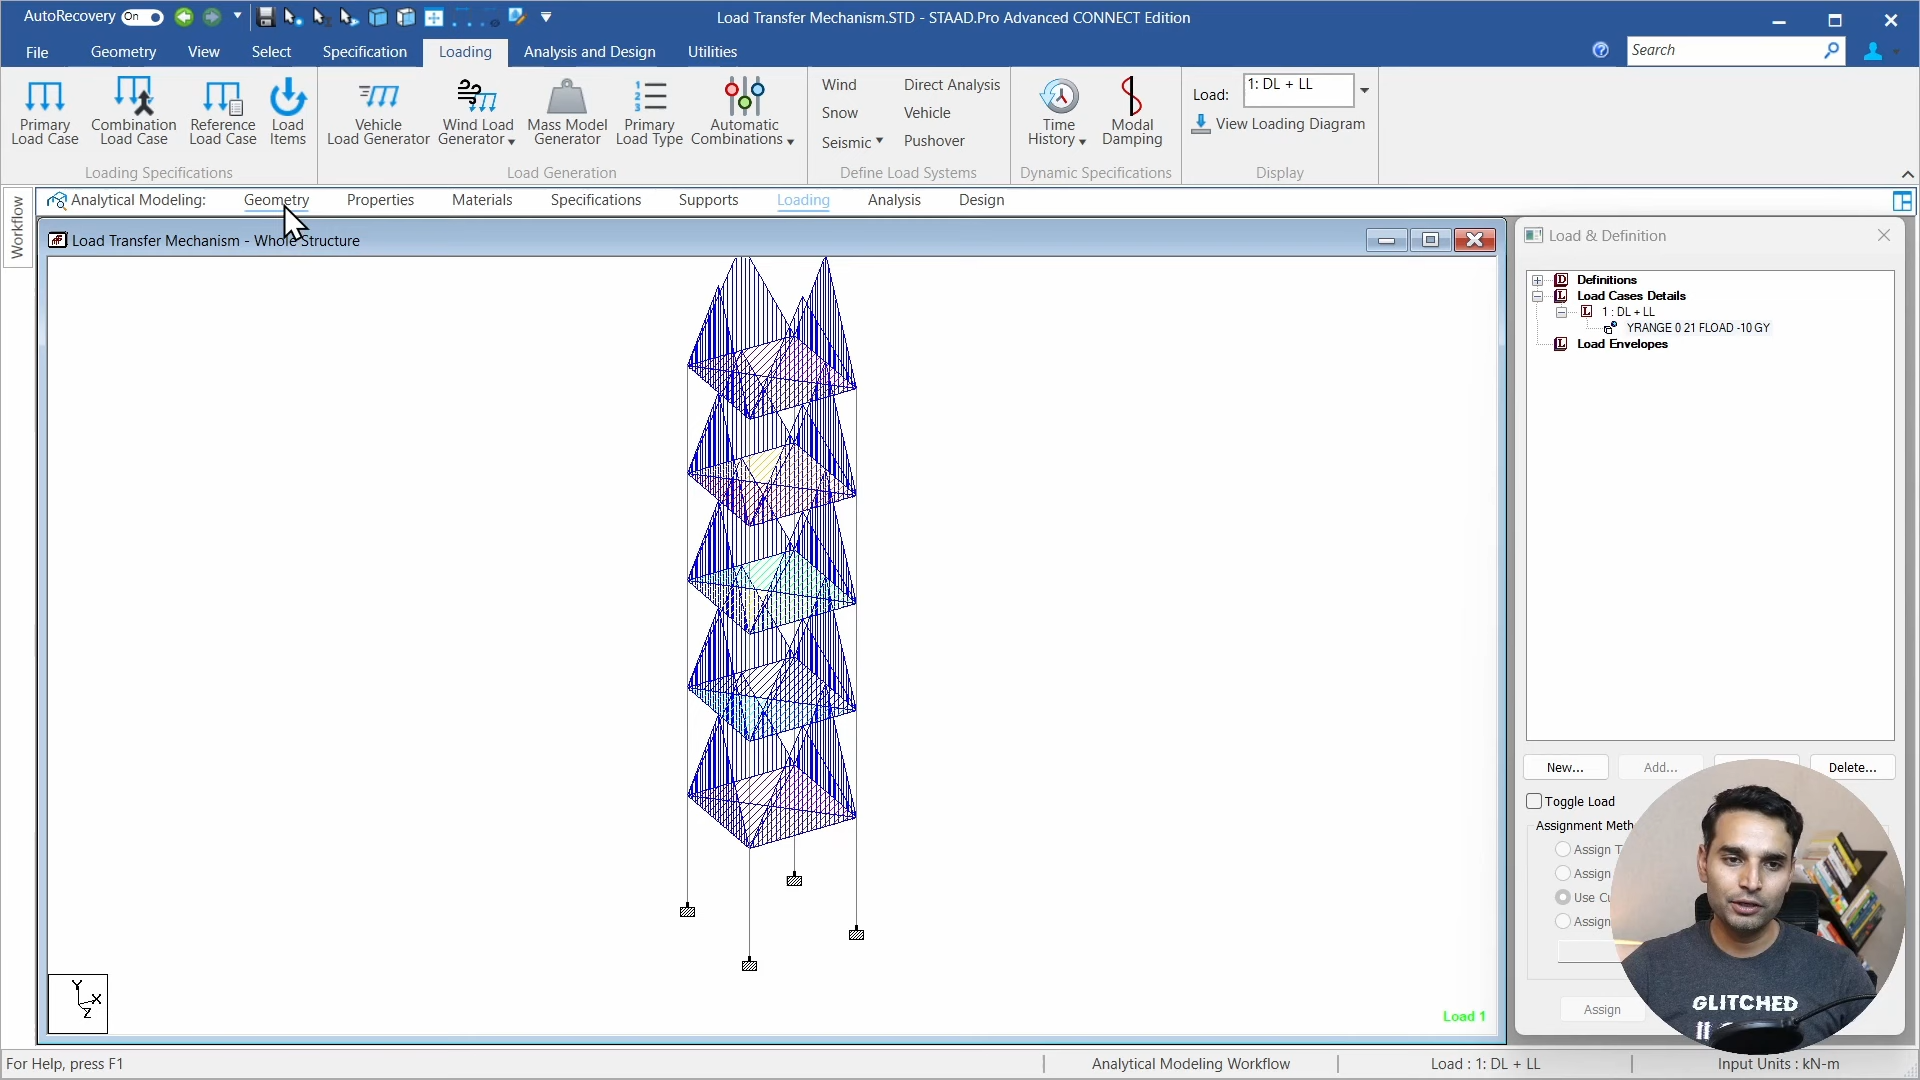 AutoRecovery On
Load Transfer Mechanism.STD - STAAD.Pro Advanced CONNECT Edition
File Geometry View Select Specification Loading Analysis and Design Utilities
Search
Primary Load Case
Combination Load Case
Reference Load Case
Load Items
Loading Specifications
Vehicle Load Generator
Wind Load Generator
Mass Model Generator
Primary Load Type
Automatic Combinations
Load Generation
Wind
Snow
Seismic
Direct Analysis
Vehicle
Pushover
Define Load Systems
Time History
Modal Damping
Dynamic Specifications
Load: 1: DL + LL
View Loading Diagram
Display
Workflow
Analytical Modeling: Geometry Properties Materials Specifications Supports Loading Analysis Design
Load Transfer Mechanism - Whole Structure
Y
X
Z
Load 1
Load & Definition
Definitions
Load Cases Details
1 : DL + LL
YRANGE 0 21 FLOAD -10 GY
Load Envelopes
New... Add... Delete...
Toggle Load
Assignment Meth
Assign T
Assign
Use Cu
Assign
Assign
GLITCHED
For Help, press F1
Analytical Modeling Workflow
Load : 1: DL + LL
Input Units : kN-m